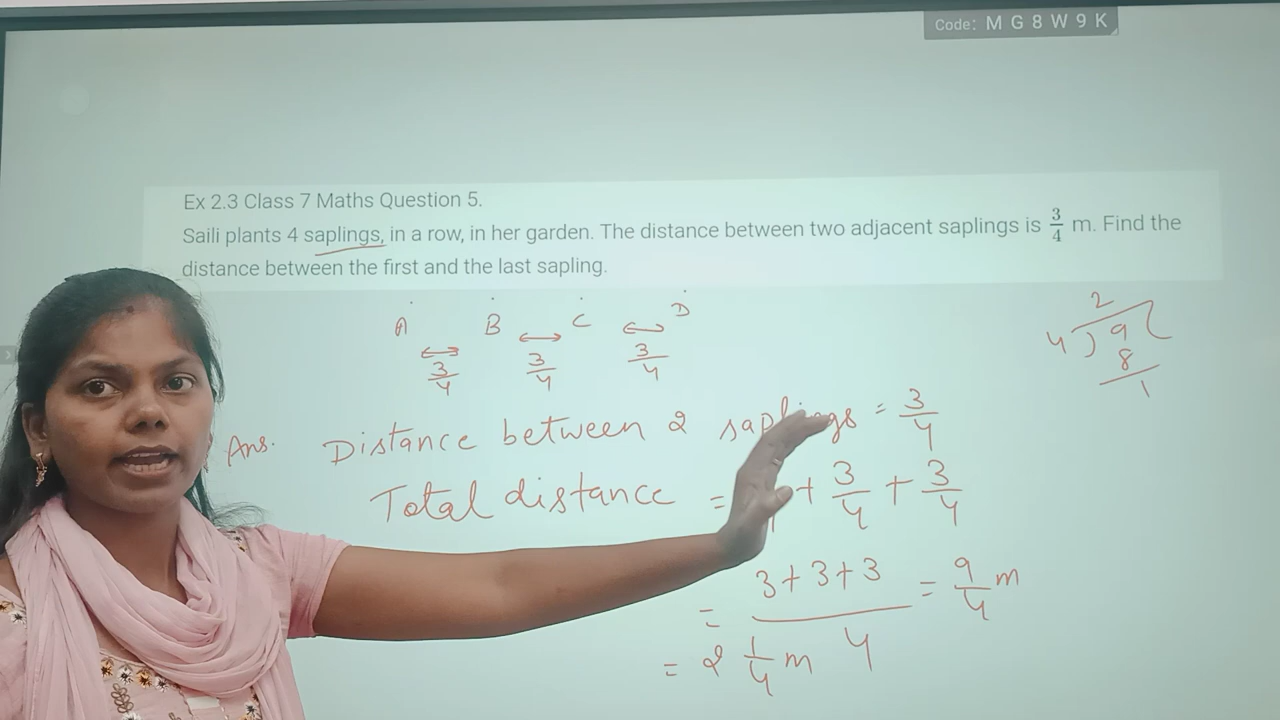 Code: M G 8 W 9 K
Ex 2.3 Class 7 Maths Question 5.
Saili plants 4 saplings, in a row, in her garden. The distance between two adjacent saplings is 3/4 m. Find the
distance between the first and the last sapling.
A B C D
3/4 3/4 3/4
2
4 ) 9 (
8
1
Ans. Distance between 2 saplings = 3/4
Total distance = + 3/4 + 3/4
= 3+3+3/4 = 9/4 m
= 2 1/4 m